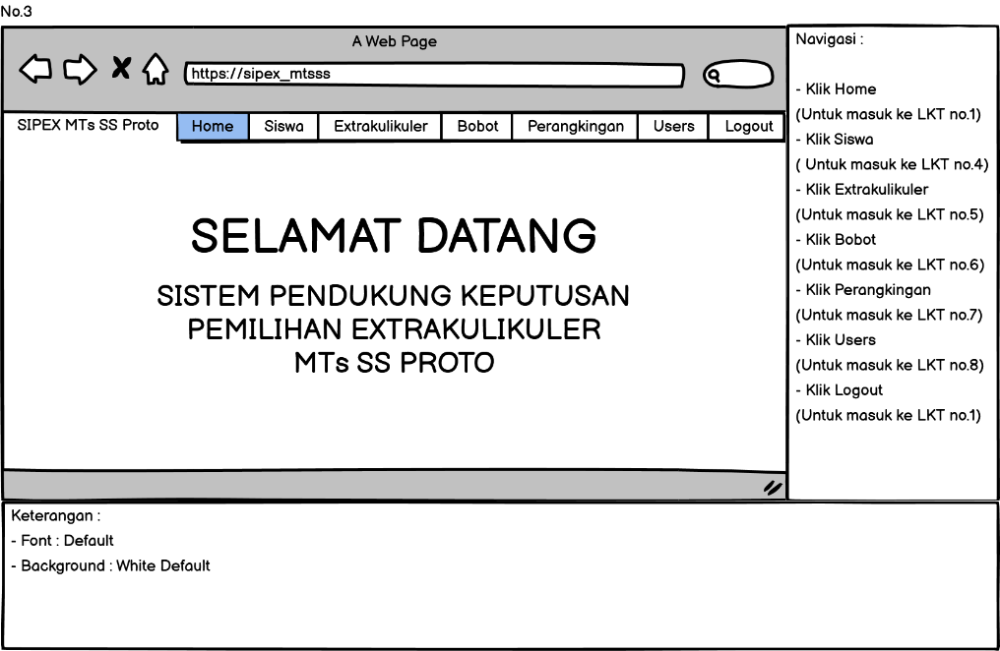 No.3
A Web Page
https://sipex_mtsss
SIPEX MTs SS Proto Home Siswa Extrakulikuler Bobot Perangkingan Users Logout
SELAMAT DATANG
SISTEM PENDUKUNG KEPUTUSAN
PEMILIHAN EXTRAKULIKULER
MTs SS PROTO
Navigasi :
- Klik Home
(Untuk masuk ke LKT no.1)
- Klik Siswa
( Untuk masuk ke LKT no.4)
- Klik Extrakulikuler
(Untuk masuk ke LKT no.5)
- Klik Bobot
(Untuk masuk ke LKT no.6)
- Klik Perangkingan
(Untuk masuk ke LKT no.7)
- Klik Users
(Untuk masuk ke LKT no.8)
- Klik Logout
(Untuk masuk ke LKT no.1)
Keterangan :
- Font : Default
- Background : White Default